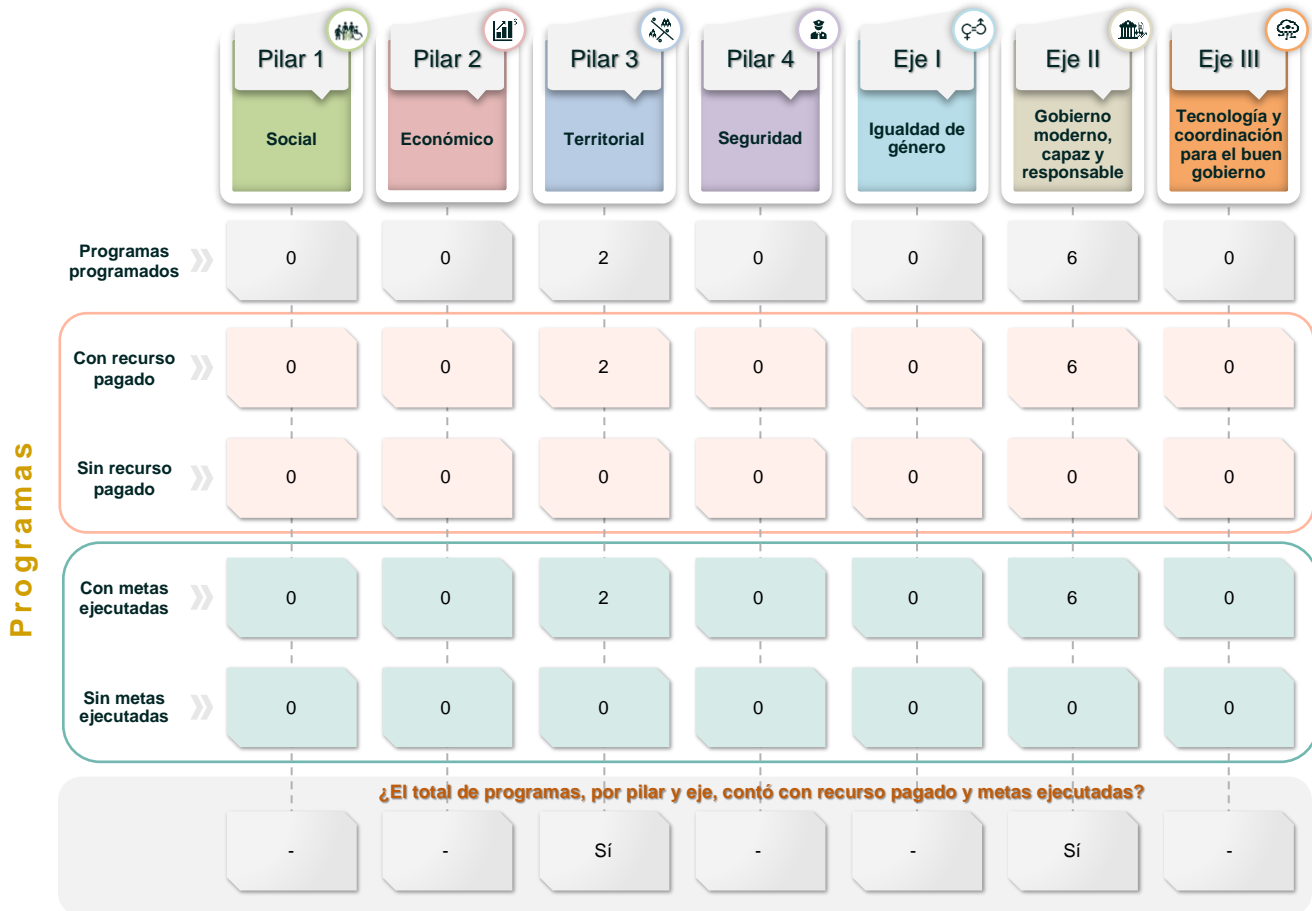 Pilar 1
Pilar 2
Pilar 3
Pilar 4
Eje I
Eje II
Eje III
Social
Económico
Territorial
Seguridad
Igualdad de
género
Gobierno
moderno,
capaz y
responsable
Tecnología y
coordinación
para el buen
gobierno
Programas
Programas
programados
0 0 2 0 0 6 0
Con recurso
pagado
0 0 2 0 0 6 0
Sin recurso
pagado
0 0 0 0 0 0 0
Con metas
ejecutadas
0 0 2 0 0 6 0
Sin metas
ejecutadas
0 0 0 0 0 0 0
¿El total de programas, por pilar y eje, contó con recurso pagado y metas ejecutadas?
- - Sí - - Sí -